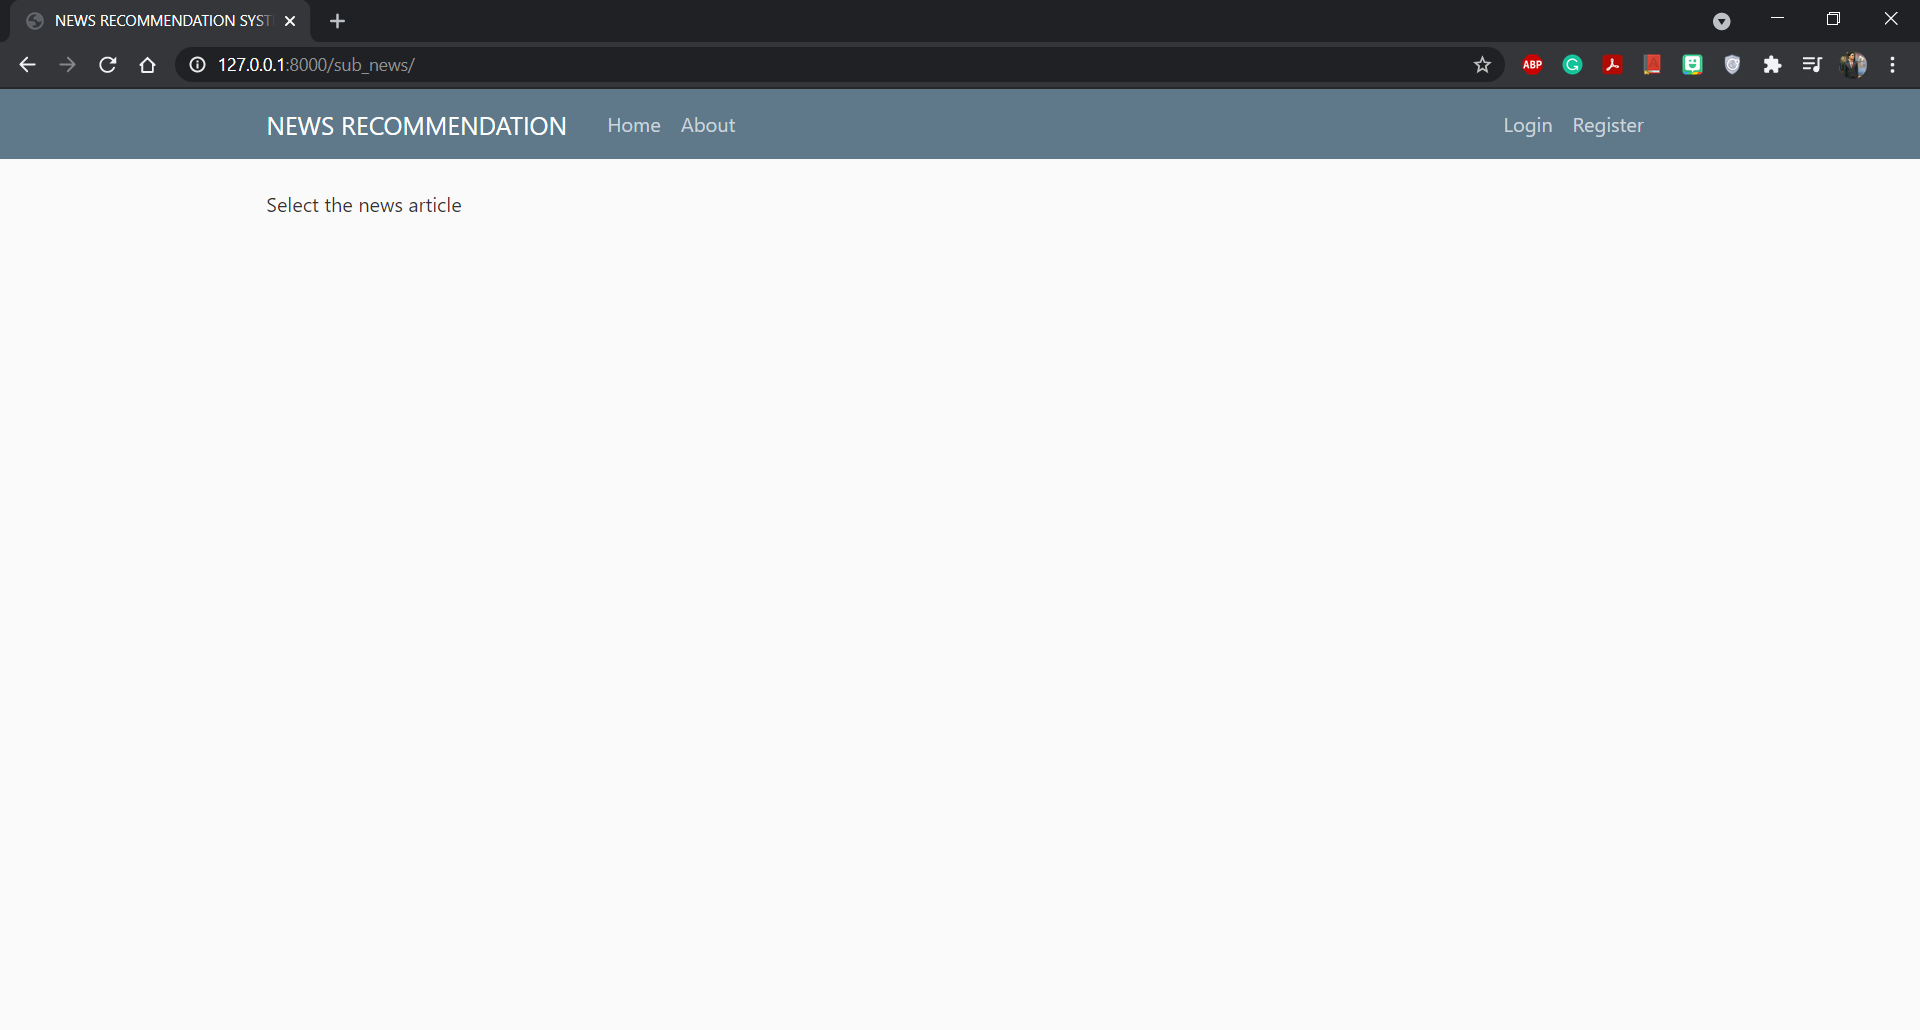 NEWS RECOMMENDATION SYST
127.0.0.1:8000/sub_news/
ABP
NEWS RECOMMENDATION Home About Login Register
Select the news article